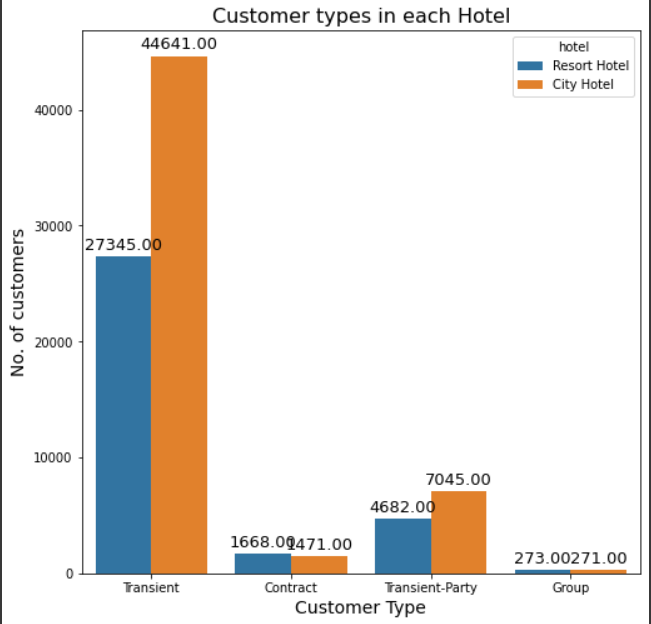 Customer types in each Hotel
44641.00
hotel
Resort Hotel
City Hotel
40000
30000
27345.00
No. of customers
20000
10000
7045.00
4682.00
1668.00
1471.00
273.00
271.00
0
Transient
Contract
Transient-Party
Group
Customer Type